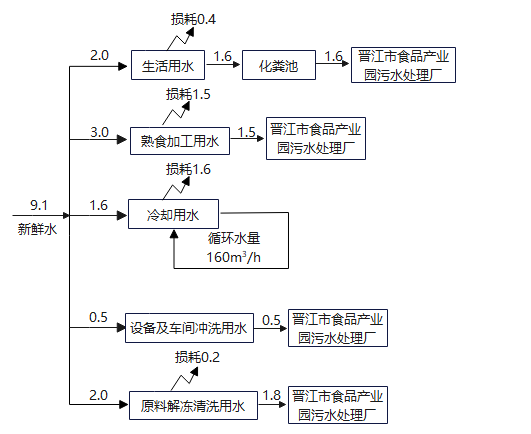 损耗0.4
2.0
生活用水
1.6
化粪池
1.6
晋江市食品产业
园污水处理厂
损耗1.5
3.0
熟食加工用水
1.5
晋江市食品产业
园污水处理厂
损耗1.6
9.1
新鲜水
1.6
冷却用水
循环水量
160m³/h
0.5
设备及车间冲洗用水
0.5
晋江市食品产业
园污水处理厂
损耗0.2
2.0
原料解冻清洗用水
1.8
晋江市食品产业
园污水处理厂